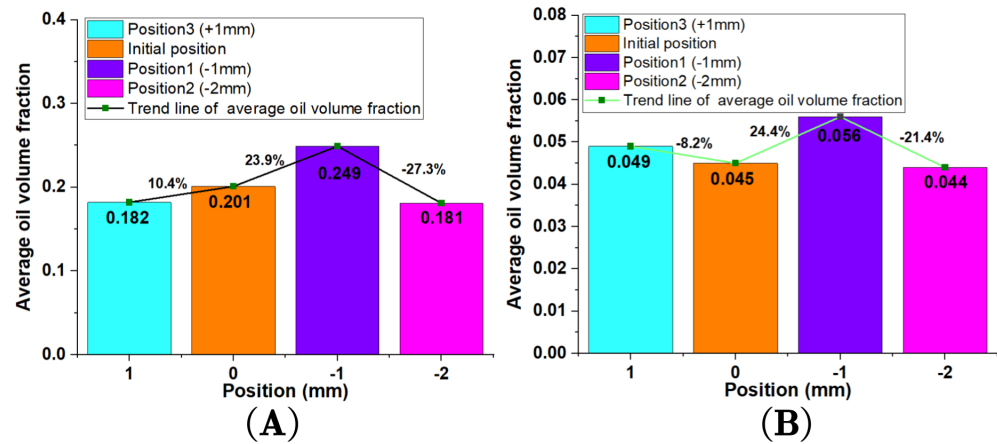 Average oil volume fraction
0.4
0.3
0.2
0.1
0.0
Position3 (+1mm)
Initial position
Position1 (-1mm)
Position2 (-2mm)
Trend line of average oil volume fraction
10.4%
23.9%
-27.3%
0.182
0.201
0.249
0.181
1
0
-1
-2
Position (mm)
(A)
Average oil volume fraction
0.08
0.07
0.06
0.05
0.04
0.03
0.02
0.01
0.00
Position3 (+1mm)
Initial position
Position1 (-1mm)
Position2 (-2mm)
Trend line of average oil volume fraction
-8.2%
24.4%
-21.4%
0.049
0.045
0.056
0.044
1
0
-1
-2
Position (mm)
(B)